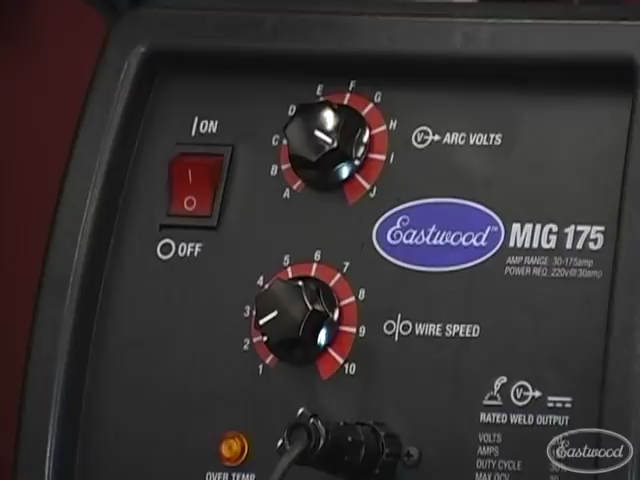 |ON
OFF
A
B
C
D
E
F
G
H
I
J
V ARC VOLTS
Eastwood™ MIG 175
AMP RANGE 30-175amp
POWER REQ. 220v@30amp
1
2
3
4
5
6
7
8
9
10
WIRE SPEED
V
RATED WELD OUTPUT
VOLTS
AMPS
DUTY CYCLE
MAX OCV
OVER TEMP
Eastwood